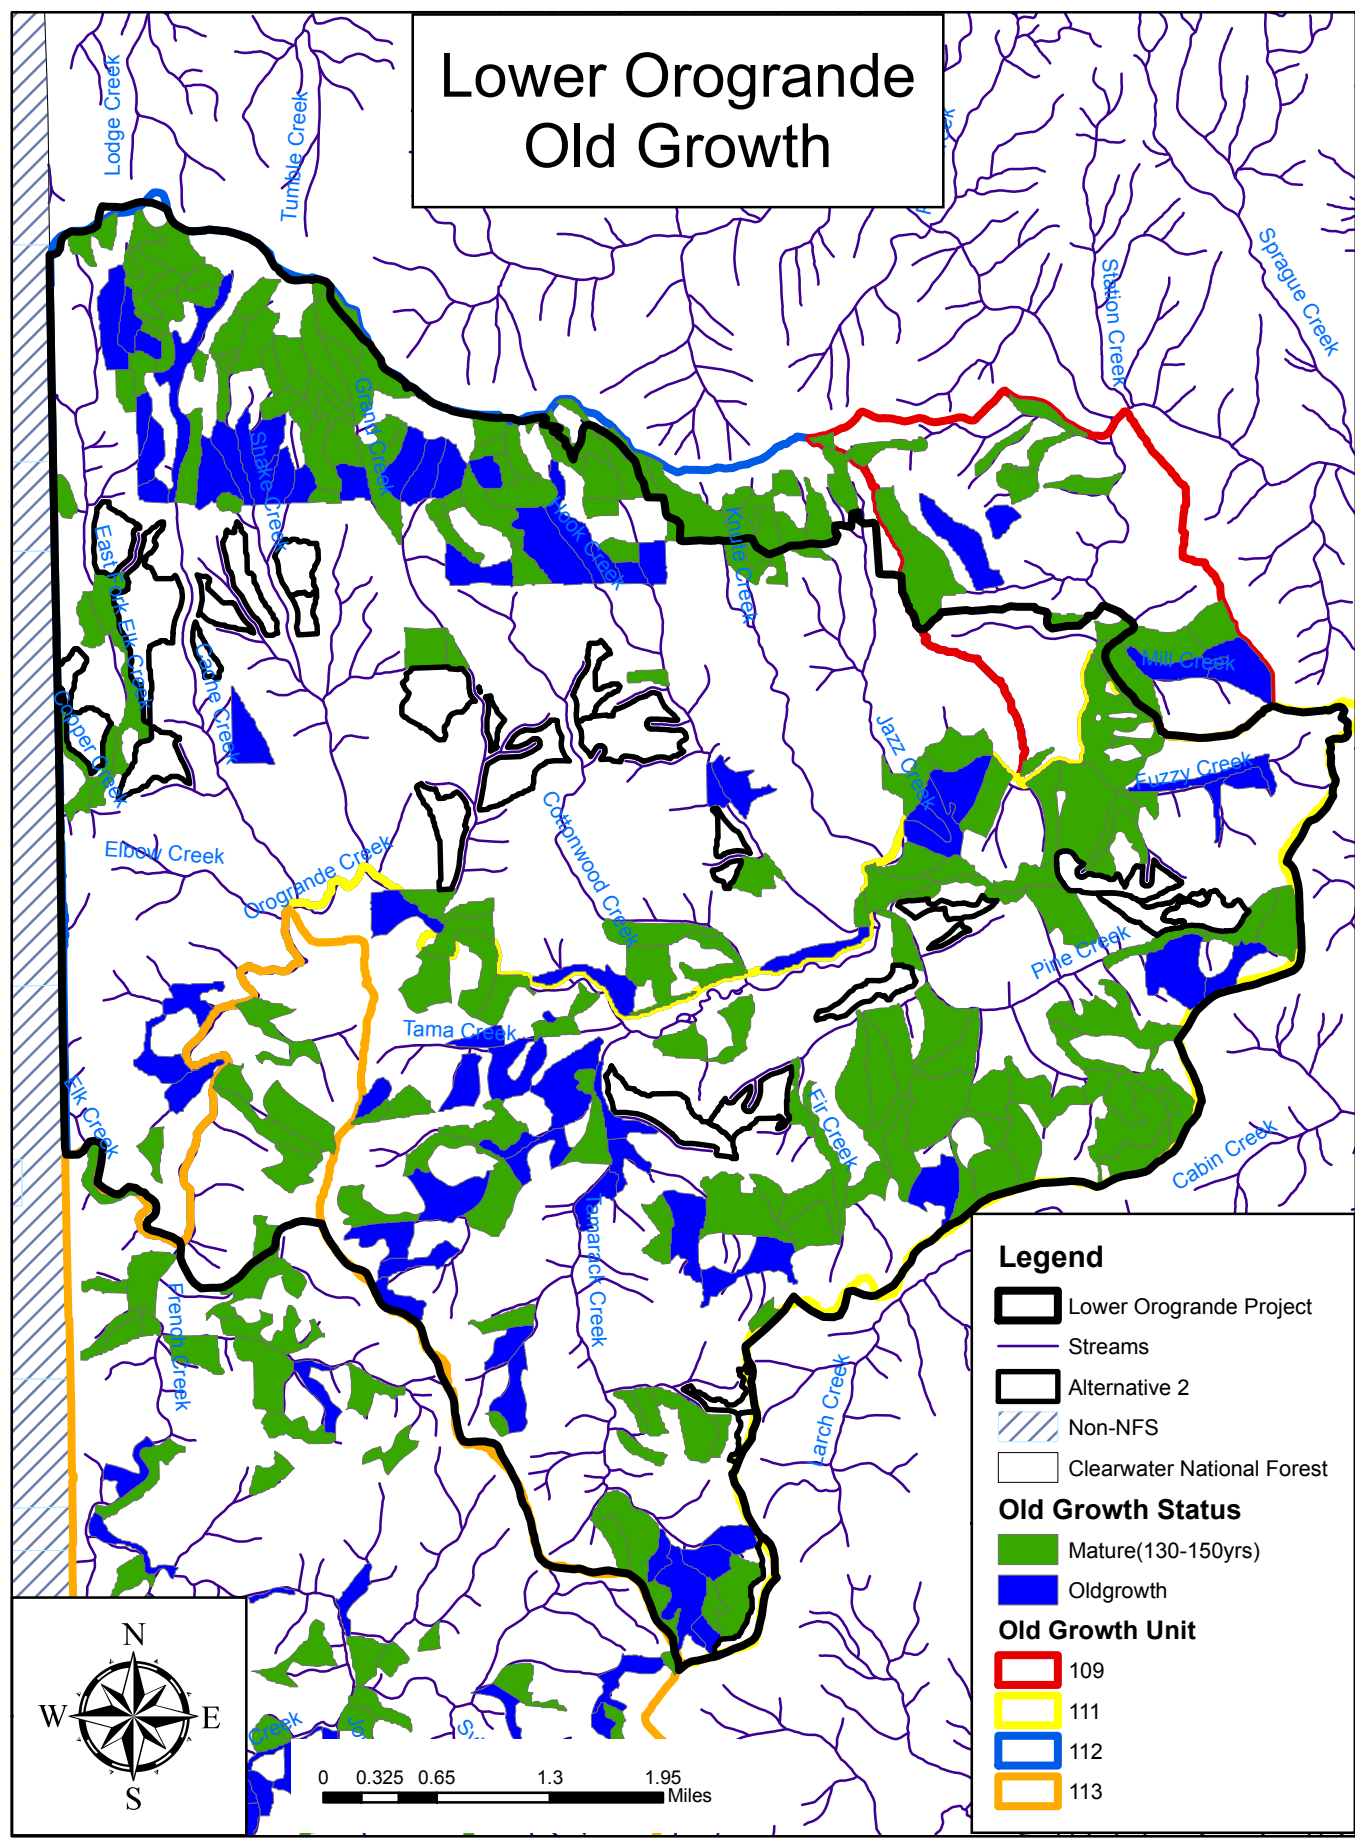 Lower Orogrande
Old Growth
Lodge Creek
Tumble Creek
Station Creek
Sprague Creek
Grand Creek
Shake Creek
Nook Creek
Knute Creek
East Fork Elk Creek
Cache Creek
Copper Creek
Mill Creek
Jazz Creek
Fuzzy Creek
Elbow Creek
Orogrande Creek
Cottonwood Creek
Pine Creek
Tama Creek
Elk Creek
Fir Creek
Cabin Creek
Tamarack Creek
French Creek
Larch Creek
Creek
Legend
Lower Orogrande Project
Streams
Alternative 2
Non-NFS
Clearwater National Forest
Old Growth Status
Mature(130-150yrs)
Oldgrowth
Old Growth Unit
109
111
112
113
N
W E
S
0 0.325 0.65 1.3 1.95
Miles